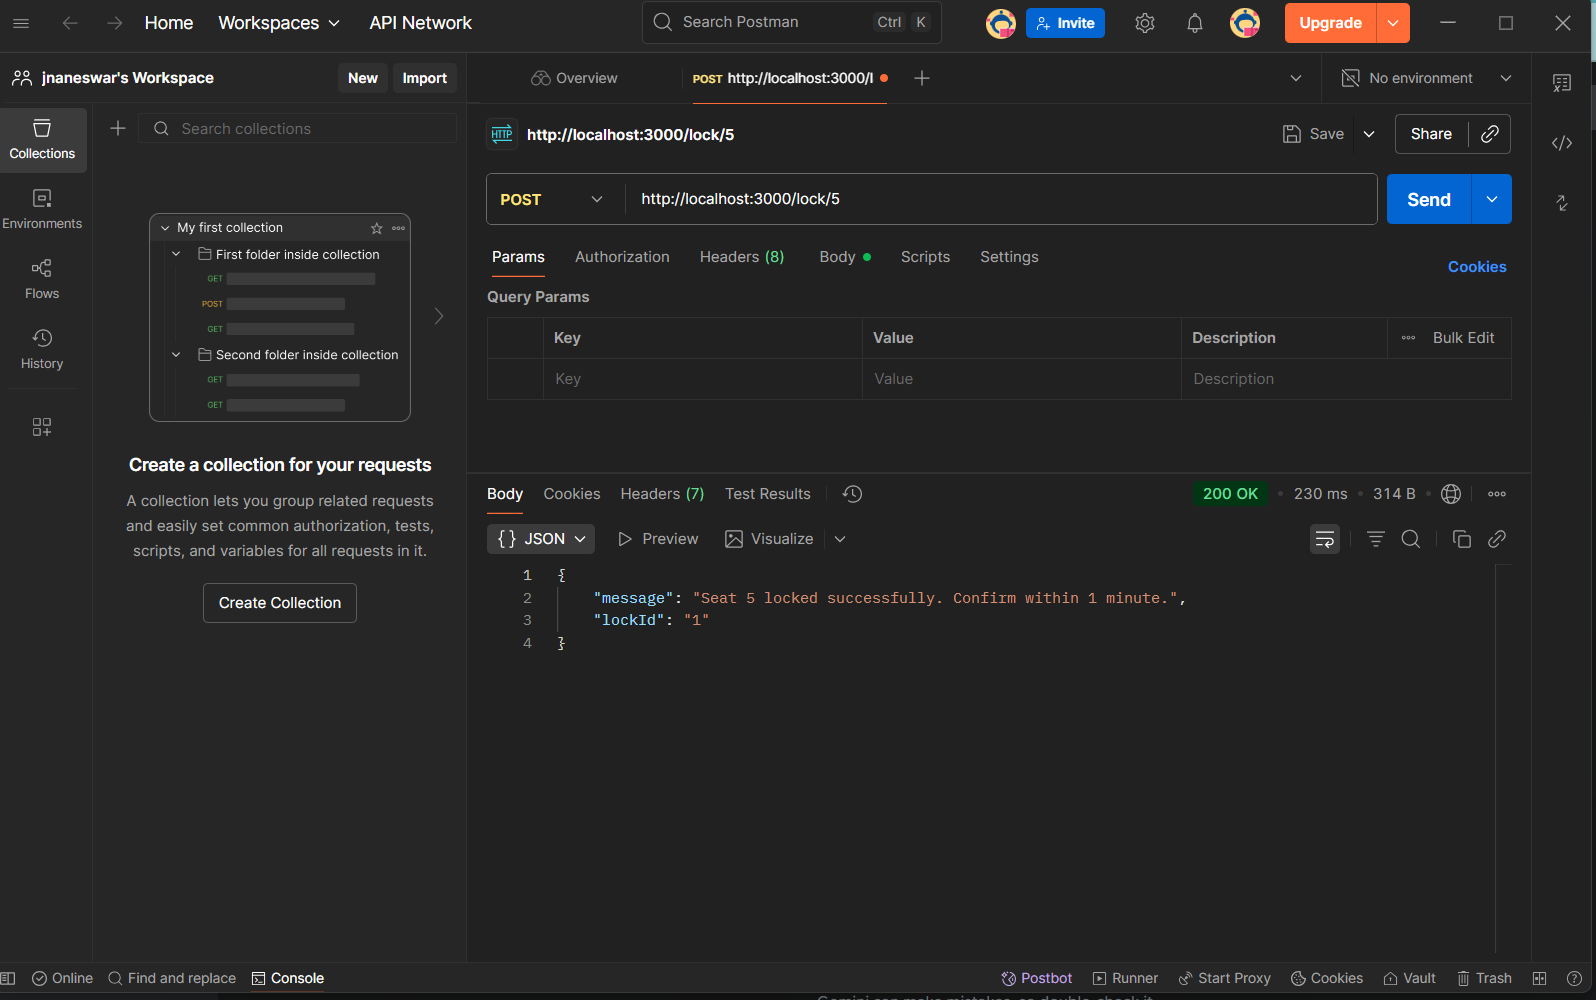 Home Workspaces API Network Search Postman Ctrl K Invite Upgrade
jnaneswar's Workspace New Import Overview POST http://localhost:3000/l No environment
Collections
Environments
Flows
History
Search collections
My first collection
First folder inside collection
GET
POST
GET
Second folder inside collection
GET
GET
Create a collection for your requests
A collection lets you group related requests
and easily set common authorization, tests,
scripts, and variables for all requests in it.
Create Collection
HTTP http://localhost:3000/lock/5 Save Share
POST http://localhost:3000/lock/5 Send
Params Authorization Headers (8) Body Scripts Settings Cookies
Query Params
Key Value Description Bulk Edit
Key Value Description
Body Cookies Headers (7) Test Results 200 OK 230 ms 314 B
{} JSON Preview Visualize
1 {
2 "message": "Seat 5 locked successfully. Confirm within 1 minute.",
3 "lockId": "1"
4 }
Online Find and replace Console Postbot Runner Start Proxy Cookies Vault Trash